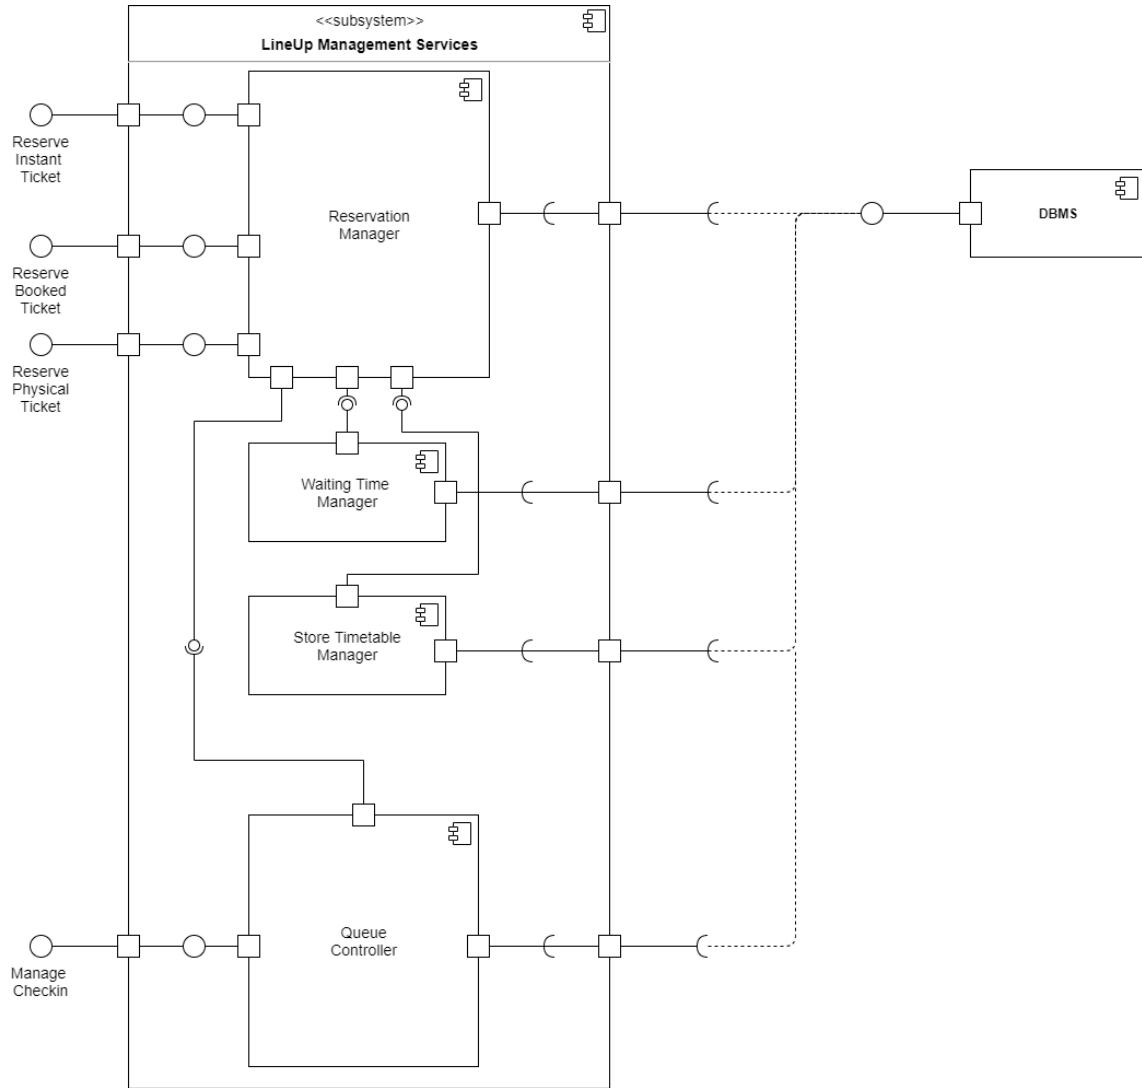 <<subsystem>>
LineUp Management Services
Reserve
Instant
Ticket
Reservation
Manager
DBMS
Reserve
Booked
Ticket
Reserve
Physical
Ticket
Waiting Time
Manager
Store Timetable
Manager
Queue
Controller
Manage
Checkin